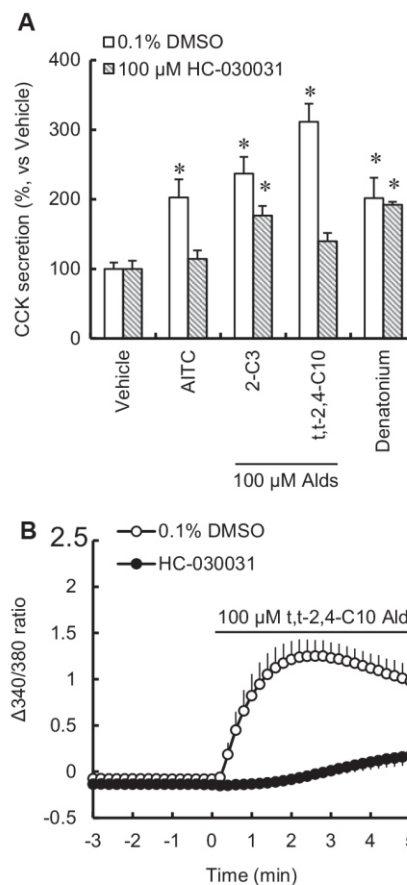 A
0.1% DMSO
100 µM HC-030031
CCK secretion (%, vs Vehicle)
400
300
200
100
0
* * * * * *
Vehicle
AITC
2-C3
t,t-2,4-C10
Denatonium
100 µM Alds
B
0.1% DMSO
HC-030031
100 µM t,t-2,4-C10 Ald
Δ340/380 ratio
2.5
2
1.5
1
0.5
0
-0.5
-3 -2 -1 0 1 2 3 4 5
Time (min)